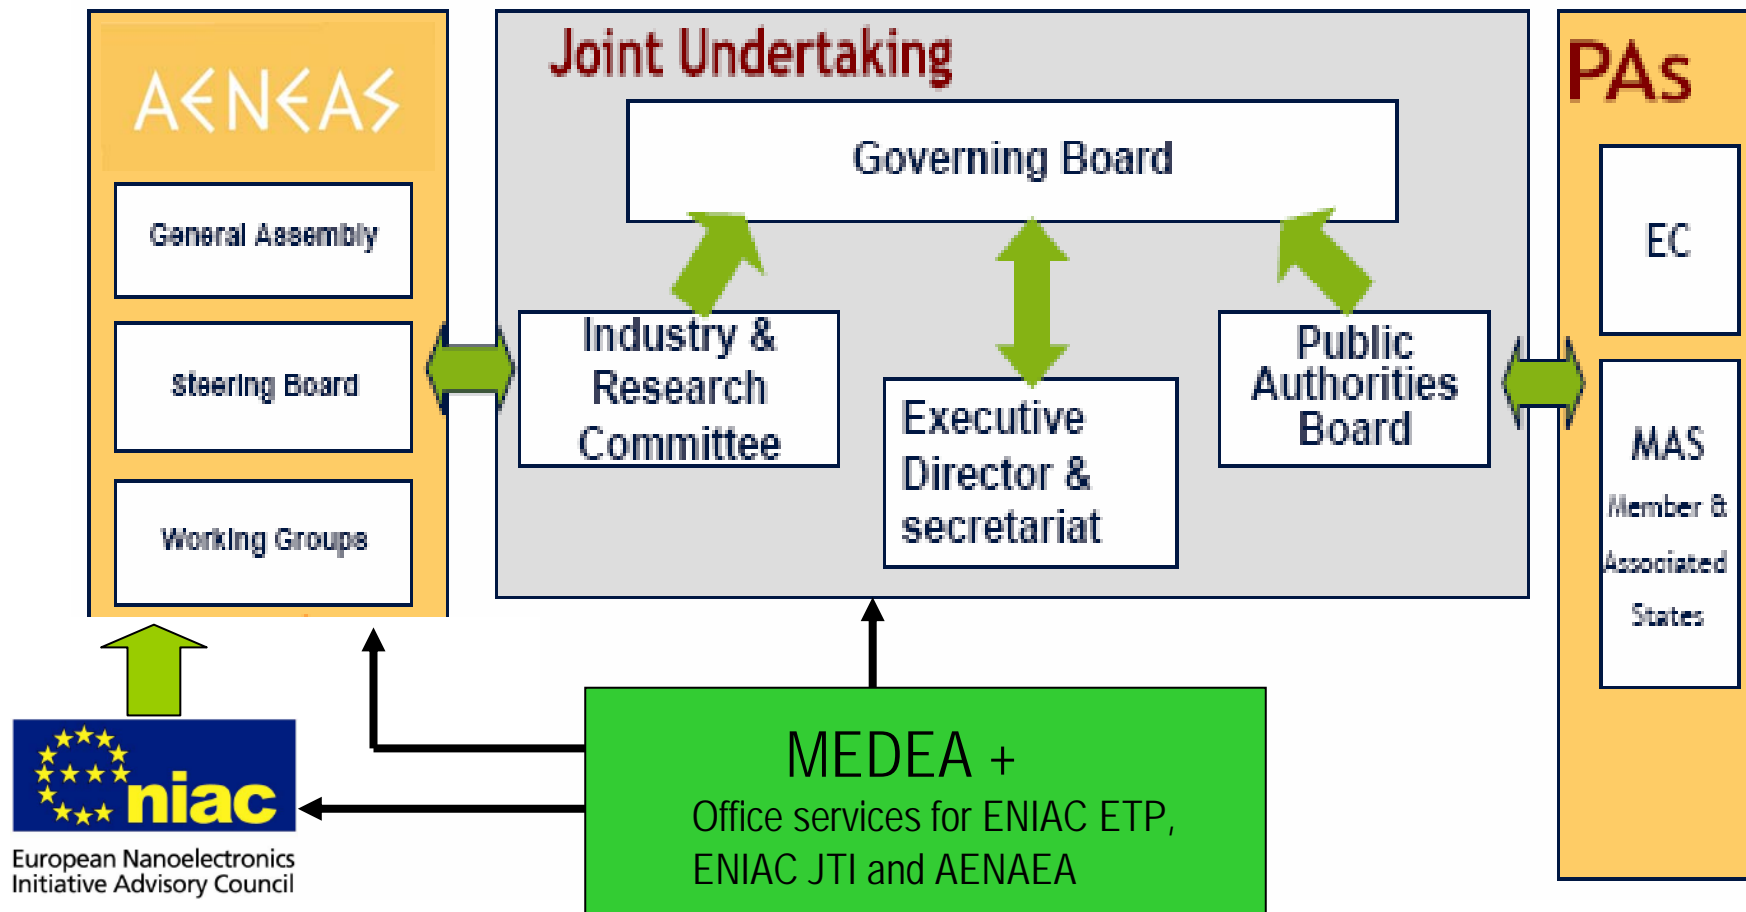 AENEAS
General Assembly
Steering Board
Working Groups
Joint Undertaking
Governing Board
Industry &
Research
Committee
Executive
Director &
secretariat
Public
Authorities
Board
PAs
EC
MAS
Member &
Associated
States
eniac
European Nanoelectronics
Initiative Advisory Council
MEDEA +
Office services for ENIAC ETP,
ENIAC JTI and AENAEA